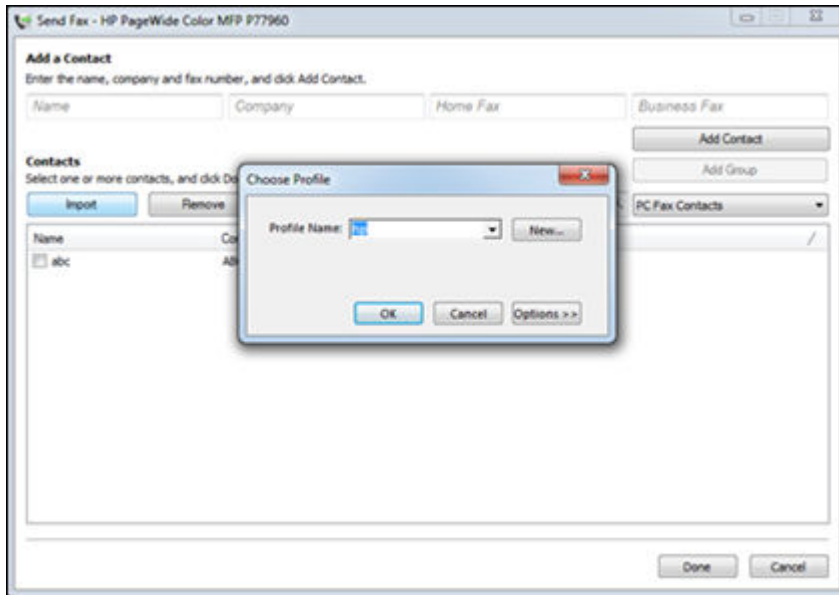 Send Fax - HP PageWide Color MFP P77960
Add a Contact
Enter the name, company and fax number, and click Add Contact.
Name Company Home Fax Business Fax
Add Contact
Contacts
Add Group
Select one or more contacts, and click
Choose Profile
Import Remove PC Fax Contacts
Profile Name: hp New...
Name
abc
OK Cancel Options >>
Done Cancel